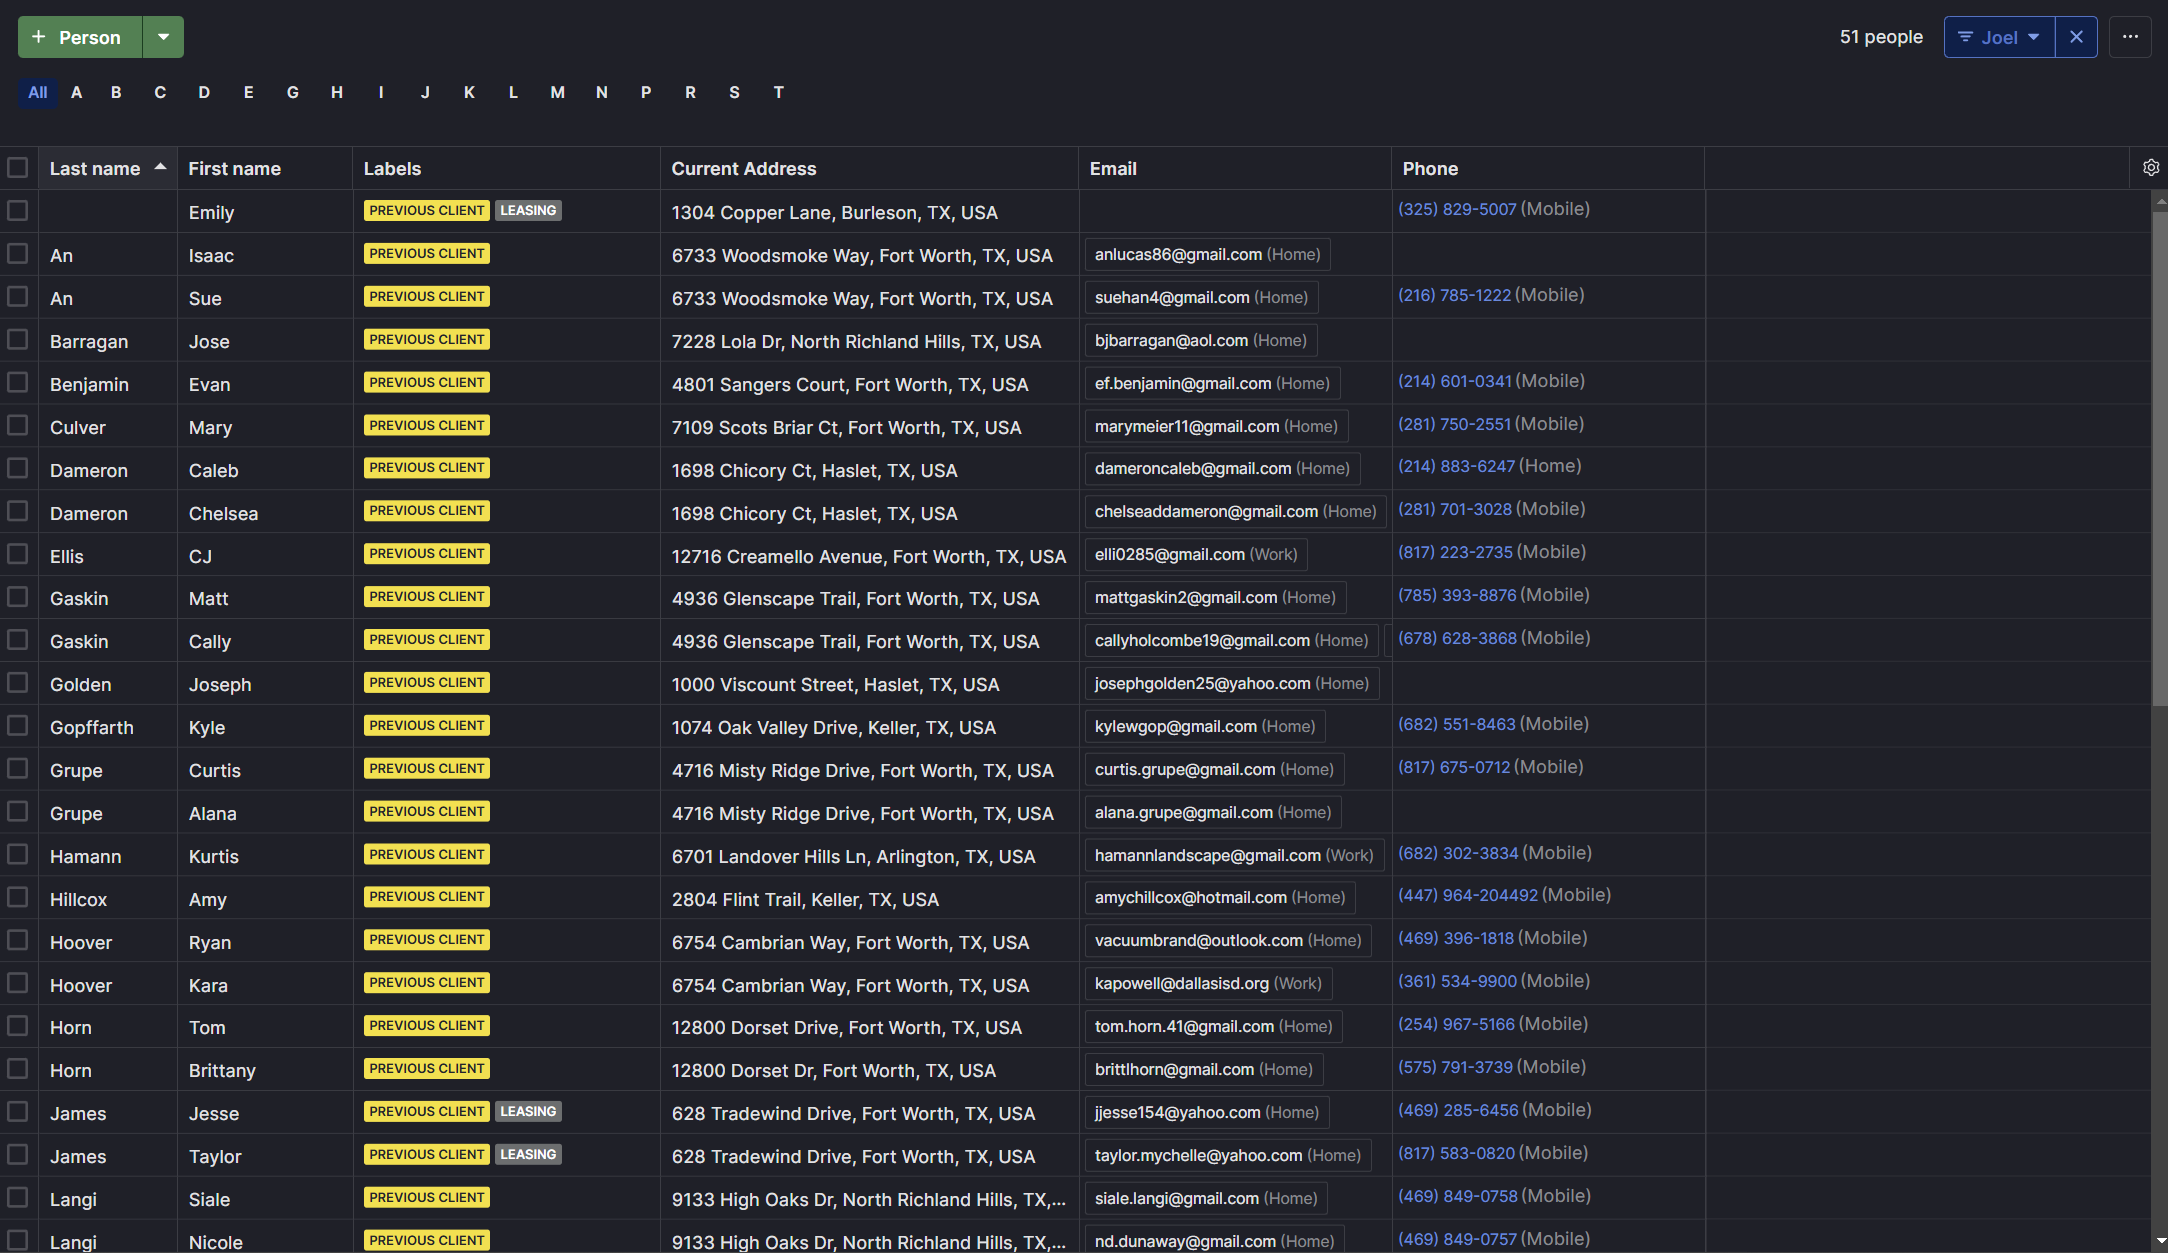 + Person
51 people
Joel
All A B C D E G H I J K L M N P R S T
Last name First name Labels Current Address Email Phone
Emily PREVIOUS CLIENT LEASING 1304 Copper Lane, Burleson, TX, USA (325) 829-5007 (Mobile)
An Isaac PREVIOUS CLIENT 6733 Woodsmoke Way, Fort Worth, TX, USA anlucas86@gmail.com (Home)
An Sue PREVIOUS CLIENT 6733 Woodsmoke Way, Fort Worth, TX, USA suehan4@gmail.com (Home) (216) 785-1222 (Mobile)
Barragan Jose PREVIOUS CLIENT 7228 Lola Dr, North Richland Hills, TX, USA bjbarragan@aol.com (Home)
Benjamin Evan PREVIOUS CLIENT 4801 Sangers Court, Fort Worth, TX, USA ef.benjamin@gmail.com (Home) (214) 601-0341 (Mobile)
Culver Mary PREVIOUS CLIENT 7109 Scots Briar Ct, Fort Worth, TX, USA marymeier11@gmail.com (Home) (281) 750-2551 (Mobile)
Dameron Caleb PREVIOUS CLIENT 1698 Chicory Ct, Haslet, TX, USA dameroncaleb@gmail.com (Home) (214) 883-6247 (Home)
Dameron Chelsea PREVIOUS CLIENT 1698 Chicory Ct, Haslet, TX, USA chelseaddameron@gmail.com (Home) (281) 701-3028 (Mobile)
Ellis CJ PREVIOUS CLIENT 12716 Creamello Avenue, Fort Worth, TX, USA elli0285@gmail.com (Work) (817) 223-2735 (Mobile)
Gaskin Matt PREVIOUS CLIENT 4936 Glenscape Trail, Fort Worth, TX, USA mattgaskin2@gmail.com (Home) (785) 393-8876 (Mobile)
Gaskin Cally PREVIOUS CLIENT 4936 Glenscape Trail, Fort Worth, TX, USA callyholcombe19@gmail.com (Home) (678) 628-3868 (Mobile)
Golden Joseph PREVIOUS CLIENT 1000 Viscount Street, Haslet, TX, USA josephgolden25@yahoo.com (Home)
Gopffarth Kyle PREVIOUS CLIENT 1074 Oak Valley Drive, Keller, TX, USA kylewgop@gmail.com (Home) (682) 551-8463 (Mobile)
Grupe Curtis PREVIOUS CLIENT 4716 Misty Ridge Drive, Fort Worth, TX, USA curtis.grupe@gmail.com (Home) (817) 675-0712 (Mobile)
Grupe Alana PREVIOUS CLIENT 4716 Misty Ridge Drive, Fort Worth, TX, USA alana.grupe@gmail.com (Home)
Hamann Kurtis PREVIOUS CLIENT 6701 Landover Hills Ln, Arlington, TX, USA hamannlandscape@gmail.com (Work) (682) 302-3834 (Mobile)
Hillcox Amy PREVIOUS CLIENT 2804 Flint Trail, Keller, TX, USA amychillcox@hotmail.com (Home) (447) 964-204492 (Mobile)
Hoover Ryan PREVIOUS CLIENT 6754 Cambrian Way, Fort Worth, TX, USA vacuumbrand@outlook.com (Home) (469) 396-1818 (Mobile)
Hoover Kara PREVIOUS CLIENT 6754 Cambrian Way, Fort Worth, TX, USA kapowell@dallasisd.org (Work) (361) 534-9900 (Mobile)
Horn Tom PREVIOUS CLIENT 12800 Dorset Drive, Fort Worth, TX, USA tom.horn.41@gmail.com (Home) (254) 967-5166 (Mobile)
Horn Brittany PREVIOUS CLIENT 12800 Dorset Dr, Fort Worth, TX, USA brittlhorn@gmail.com (Home) (575) 791-3739 (Mobile)
James Jesse PREVIOUS CLIENT LEASING 628 Tradewind Drive, Fort Worth, TX, USA jjesse154@yahoo.com (Home) (469) 285-6456 (Mobile)
James Taylor PREVIOUS CLIENT LEASING 628 Tradewind Drive, Fort Worth, TX, USA taylor.mychelle@yahoo.com (Home) (817) 583-0820 (Mobile)
Langi Siale PREVIOUS CLIENT 9133 High Oaks Dr, North Richland Hills, TX,... siale.langi@gmail.com (Home) (469) 849-0758 (Mobile)
Langi Nicole PREVIOUS CLIENT 9133 High Oaks Dr, North Richland Hills, TX,... nd.dunaway@gmail.com (Home) (469) 849-0757 (Mobile)